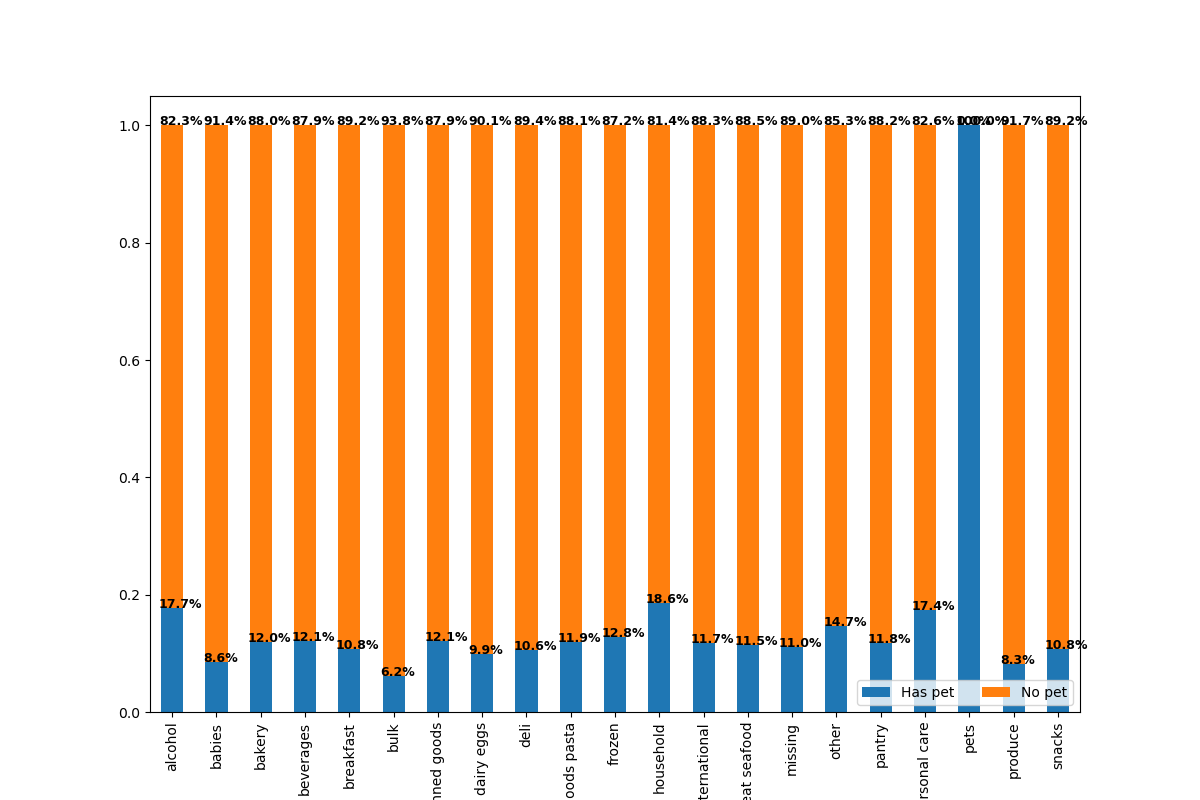 82.3% 91.4% 88.0% 87.9% 89.2% 93.8% 87.9% 90.1% 89.4% 88.1% 87.2% 81.4% 88.3% 88.5% 89.0% 85.3% 88.2% 82.6% 100.0% 0.0% 91.7% 89.2%
1.0
0.8
0.6
0.4
0.2
0.0
17.7% 8.6% 12.0% 12.1% 10.8% 6.2% 12.1% 9.9% 10.6% 11.9% 12.8% 18.6% 11.7% 11.5% 11.0% 14.7% 11.8% 17.4% 8.3% 10.8%
Has pet No pet
alcohol
babies
bakery
beverages
breakfast
bulk
nned goods
dairy eggs
deli
oods pasta
frozen
household
ternational
eat seafood
missing
other
pantry
rsonal care
pets
produce
snacks